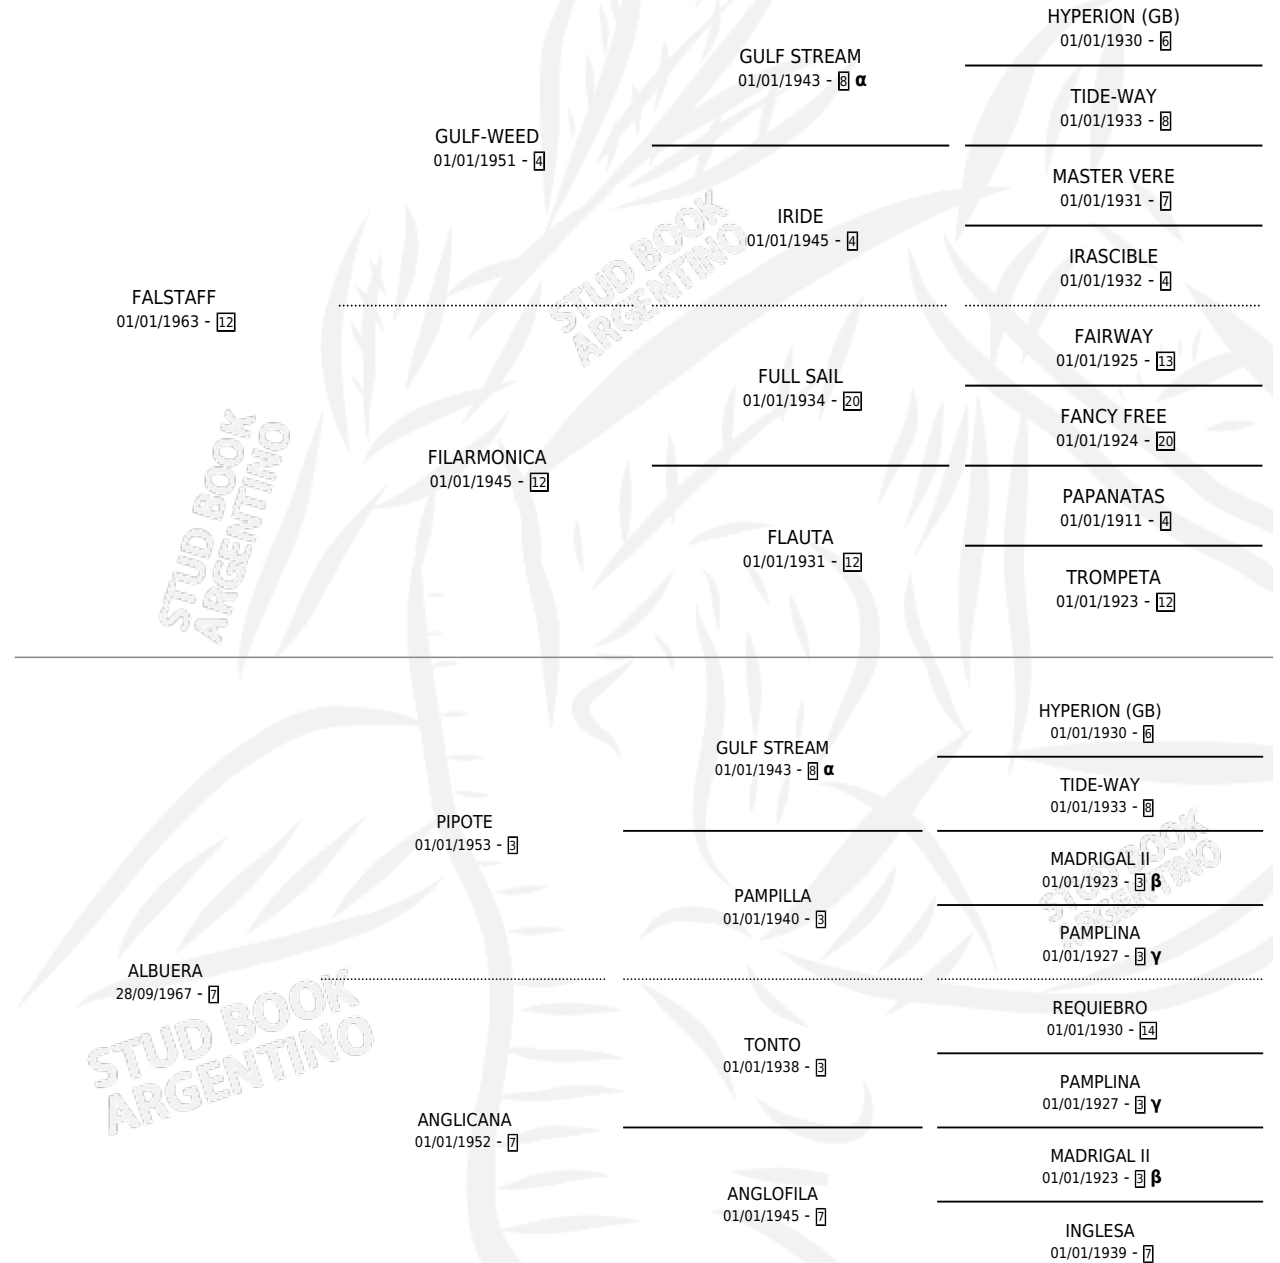 HYPERION (GB)
01/01/1930 - 6
GULF STREAM
01/01/1943 - 8 α
TIDE-WAY
01/01/1933 - 8
GULF-WEED
01/01/1951 - 4
MASTER VERE
01/01/1931 - 7
IRIDE
01/01/1945 - 4
IRASCIBLE
01/01/1932 - 4
FALSTAFF
01/01/1963 - 12
FAIRWAY
01/01/1925 - 13
FULL SAIL
01/01/1934 - 20
FANCY FREE
01/01/1924 - 20
FILARMONICA
01/01/1945 - 12
PAPANATAS
01/01/1911 - 4
FLAUTA
01/01/1931 - 12
TROMPETA
01/01/1923 - 12
HYPERION (GB)
01/01/1930 - 6
GULF STREAM
01/01/1943 - 8 α
TIDE-WAY
01/01/1933 - 8
PIPOTE
01/01/1953 - 3
MADRIGAL II
01/01/1923 - 3 β
PAMPILLA
01/01/1940 - 3
PAMPLINA
01/01/1927 - 3 γ
ALBUERA
28/09/1967 - 7
REQUIEBRO
01/01/1930 - 14
TONTO
01/01/1938 - 3
PAMPLINA
01/01/1927 - 3 γ
ANGLICANA
01/01/1952 - 7
MADRIGAL II
01/01/1923 - 3 β
ANGLOFILA
01/01/1945 - 7
INGLESA
01/01/1939 - 7
STUD BOOK
ARGENTINO
STUD BOOK
ARGENTINO
STUD BOOK
ARGENTINO
STUD BOOK
ARGENTINO